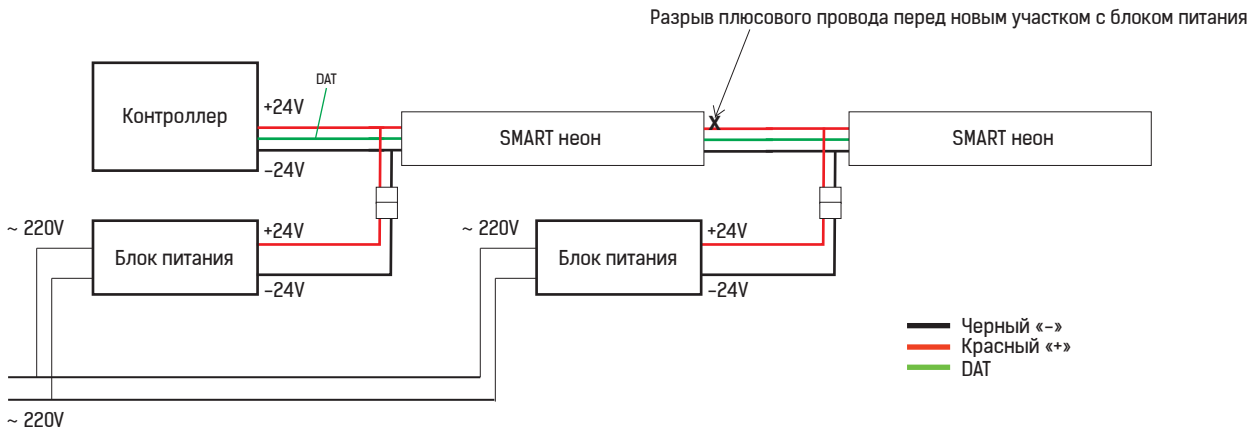 Разрыв плюсового провода перед новым участком с блоком питания
DAT
Контроллер
+24V
–24V
SMART неон
X
SMART неон
~ 220V
Блок питания
+24V
–24V
~ 220V
Блок питания
+24V
–24V
Черный «–»
Красный «+»
DAT
~ 220V